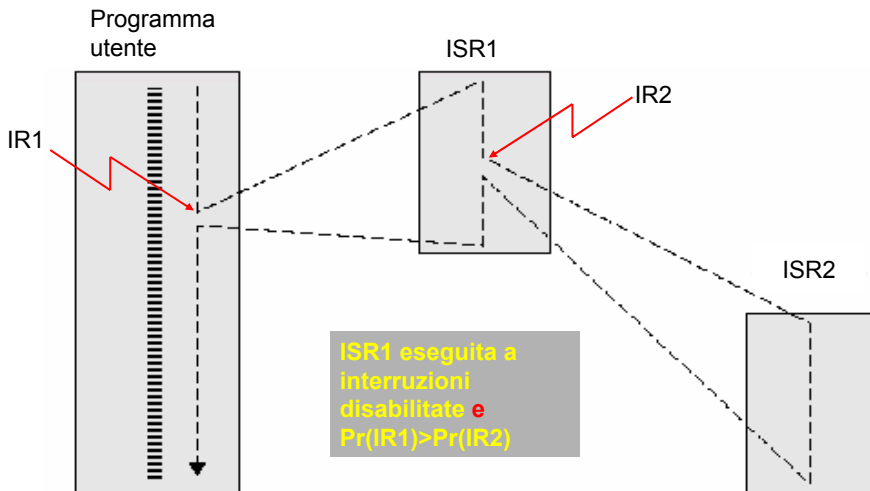 Programma
utente
ISR1
IR2
IR1
ISR2
ISR1 eseguita a
interruzioni
disabilitate e
Pr(IR1)>Pr(IR2)